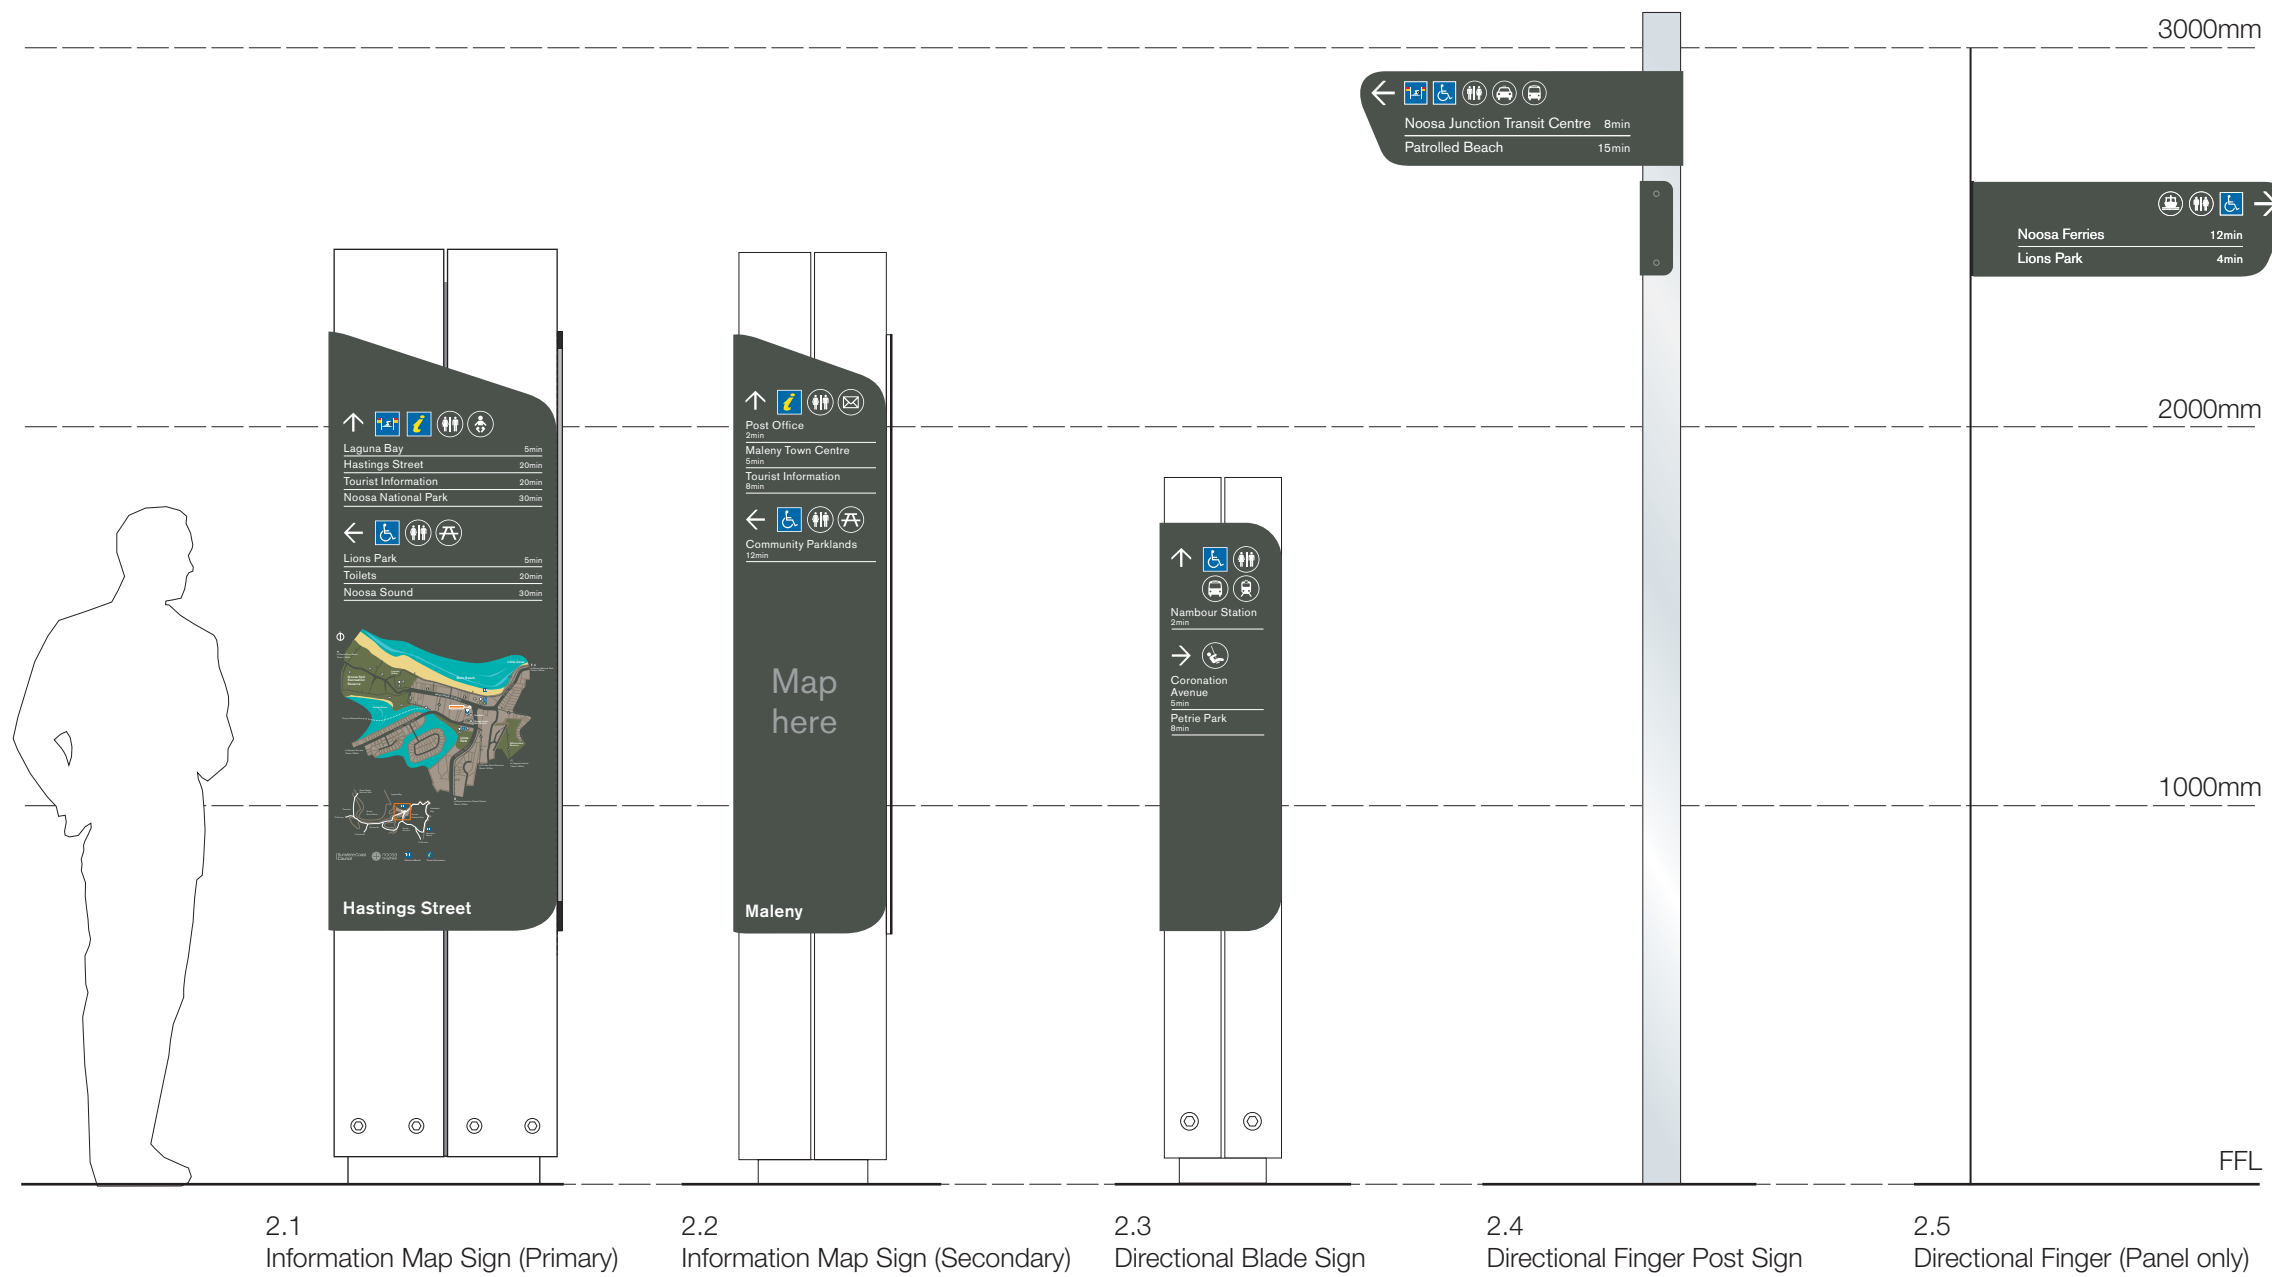 3000mm
2000mm
1000mm
FFL
Laguna Bay 5min
Hastings Street 20min
Tourist Information 20min
Noosa National Park 30min
Lions Park 5min
Toilets 20min
Noosa Sound 30min
Hastings Street
i
Post Office
2min
Maleny Town Centre
5min
Tourist Information
8min
Community Parklands
12min
Map
here
Maleny
Nambour Station
2min
Coronation
Avenue
5min
Petrie Park
8min
Noosa Junction Transit Centre 8min
Patrolled Beach 15min
Noosa Ferries 12min
Lions Park 4min
2.1
Information Map Sign (Primary)
2.2
Information Map Sign (Secondary)
2.3
Directional Blade Sign
2.4
Directional Finger Post Sign
2.5
Directional Finger (Panel only)